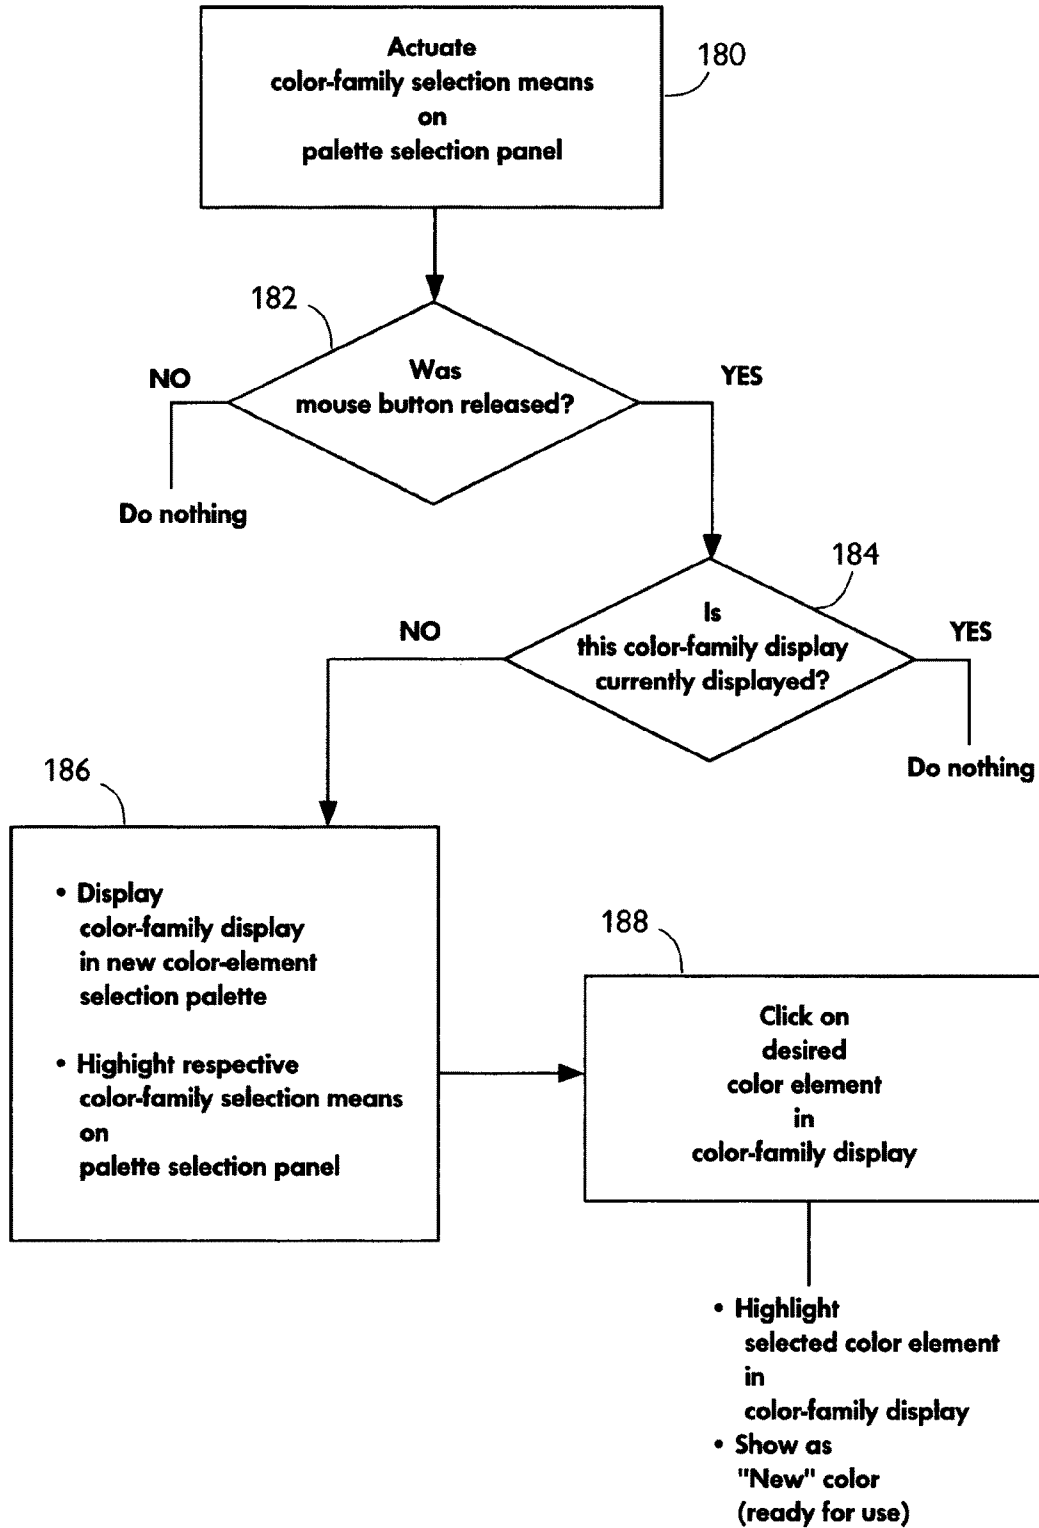 Actuate
color-family selection means
on
palette selection panel
180
182
Was
mouse button released?
NO
YES
Do nothing
184
Is
this color-family display
currently displayed?
NO
YES
Do nothing
186
• Display
color-family display
in new color-element
selection palette
• Highight respective
color-family selection means
on
palette selection panel
188
Click on
desired
color element
in
color-family display
• Highlight
selected color element
in
color-family display
• Show as
"New" color
(ready for use)